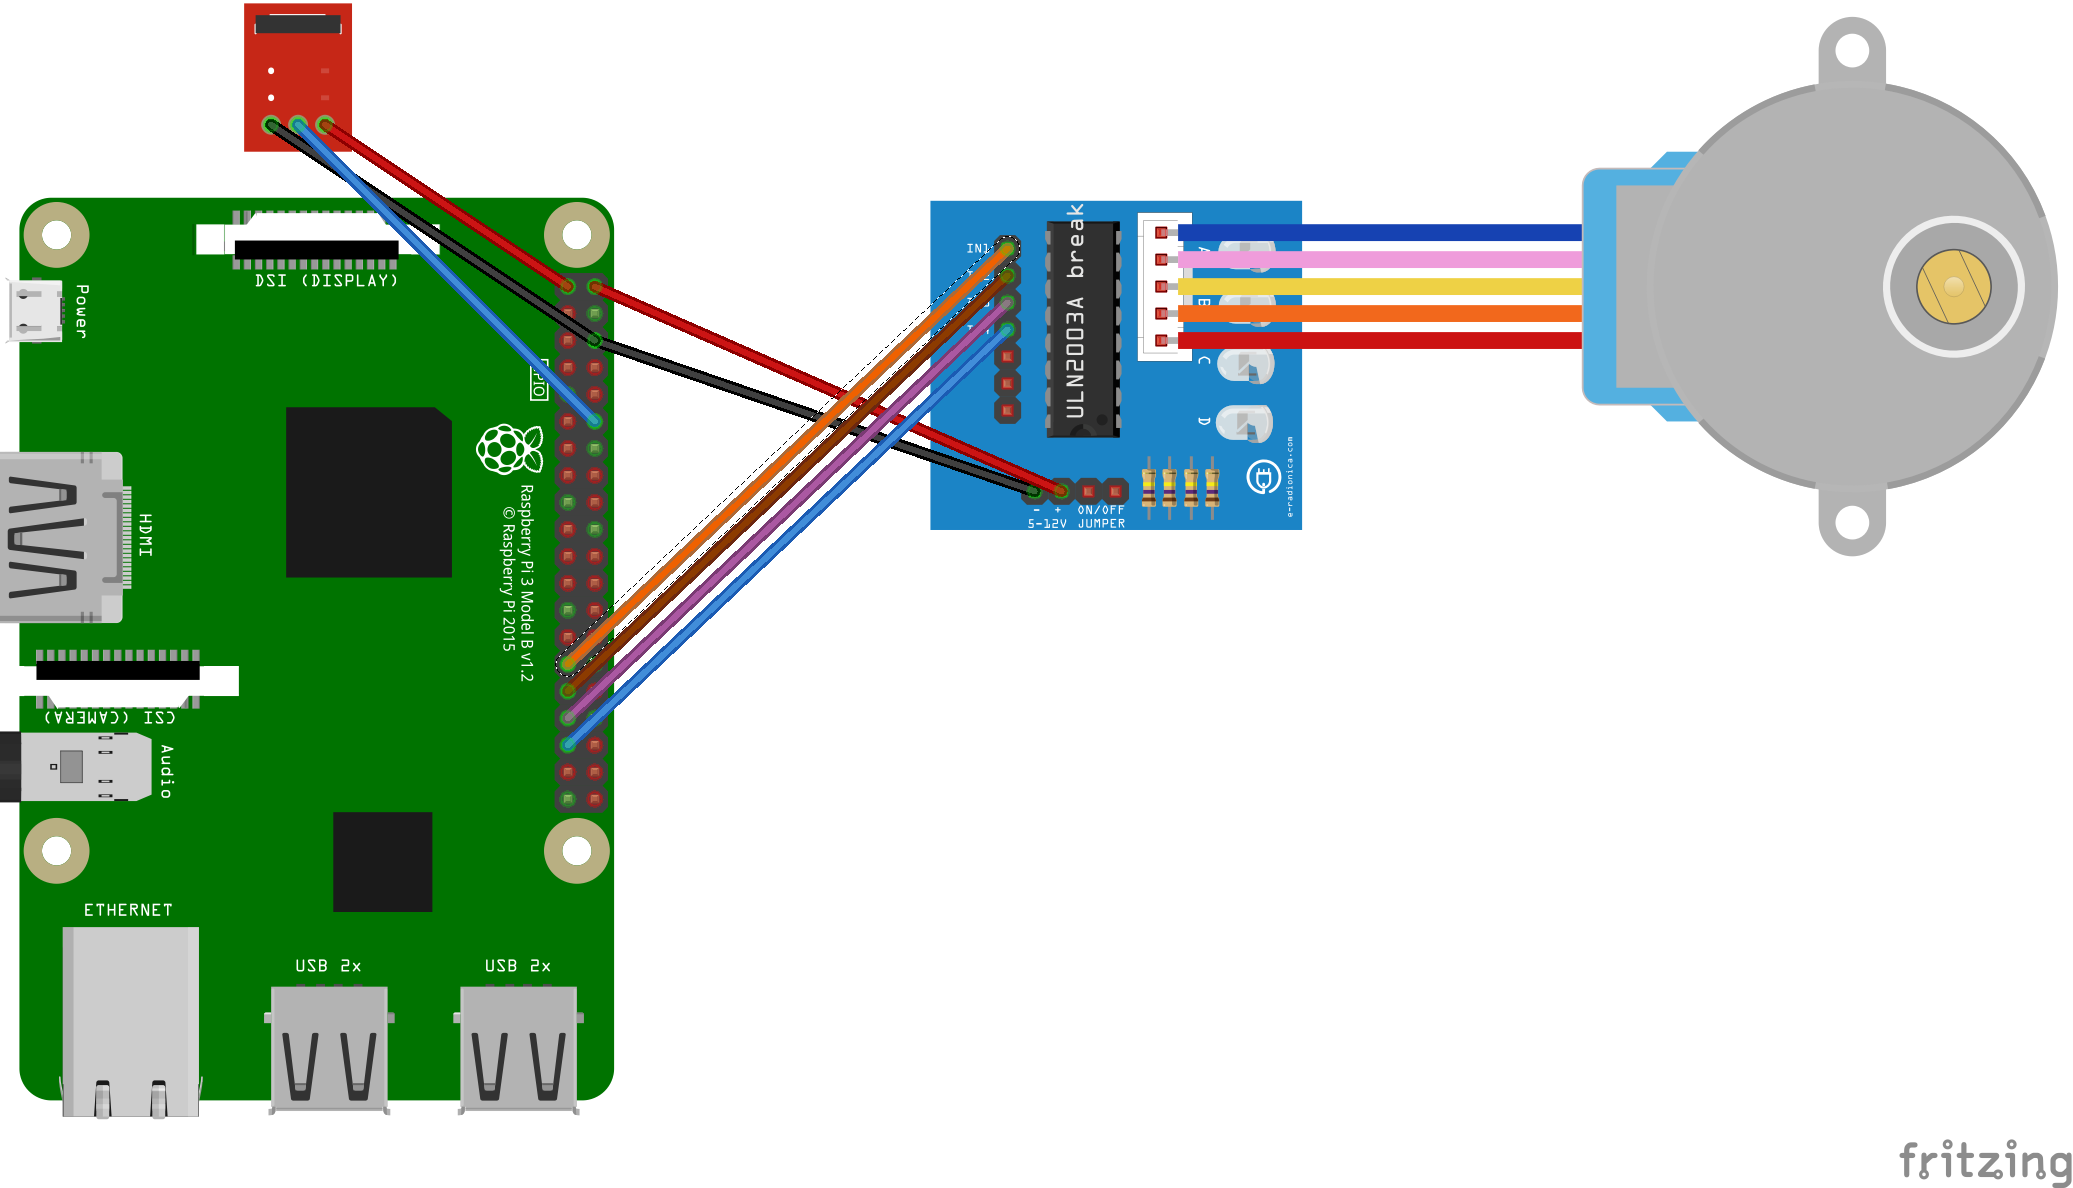 DSI (DISPLAY)
Power
HDMI
Raspberry Pi 3 Model B v1.2
© Raspberry Pi 2015
CSI (CAMERA)
Audio
ETHERNET
USB 2x
USB 2x
IN1
ULN2003A break
A
B
C
D
- + ON/OFF
5-12V JUMPER
e-radionica.com
fritzing